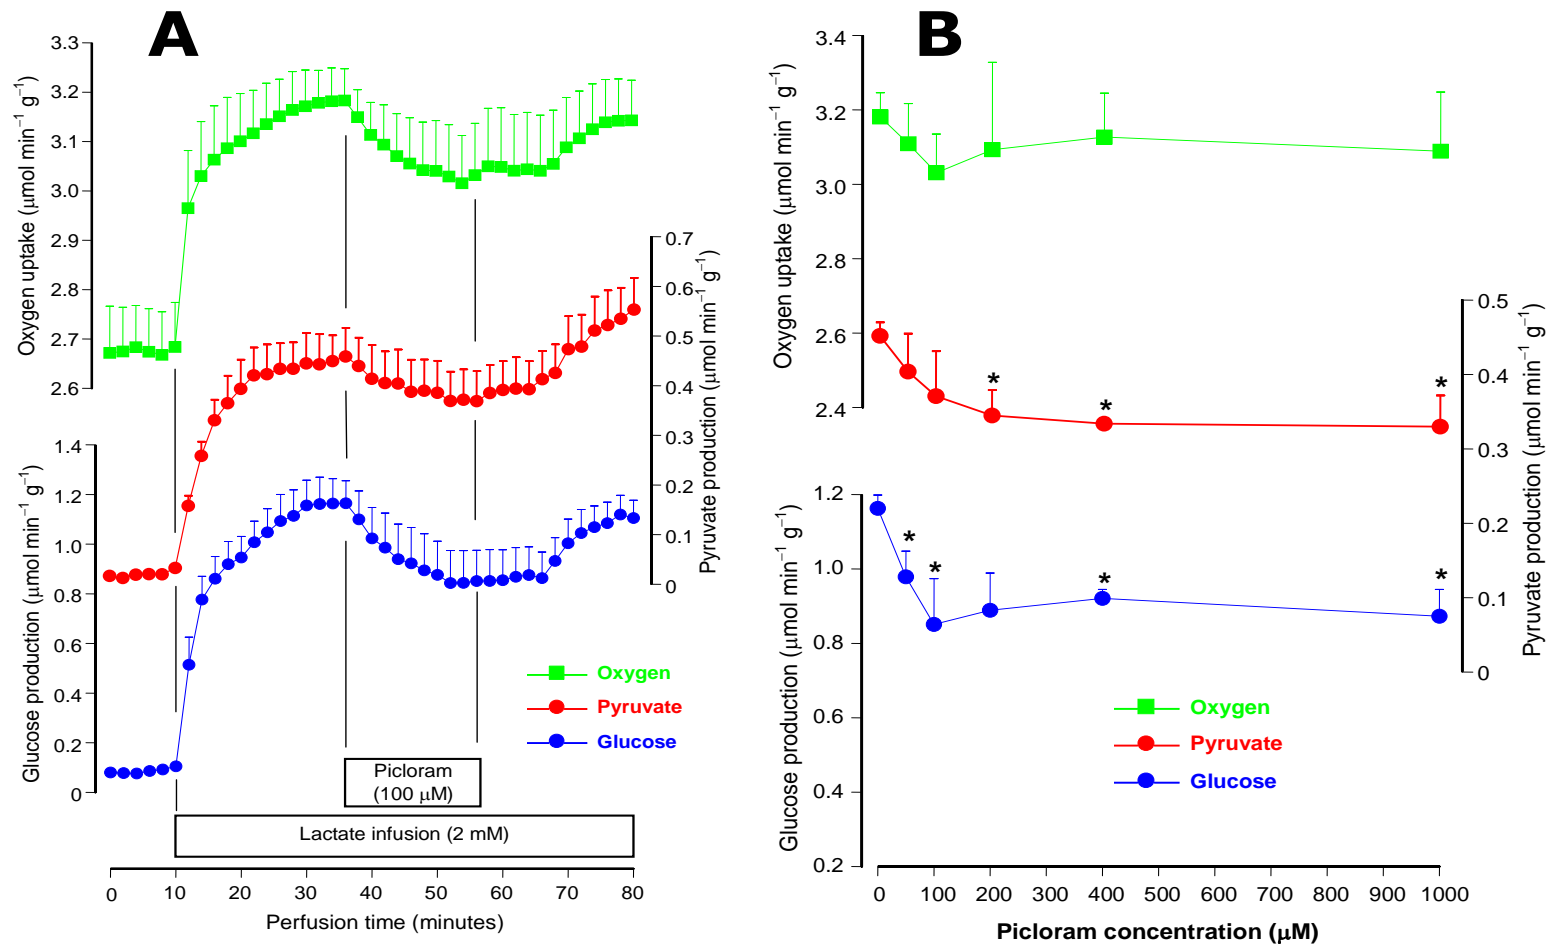 A
3.3
3.2
3.1
3.0
2.9
2.8
2.7
2.6
Oxygen uptake (μmol min⁻¹ g⁻¹)
0.7
0.6
0.5
0.4
0.3
0.2
0.1
0
Pyruvate production (μmol min⁻¹ g⁻¹)
1.4
1.2
1.0
0.8
0.6
0.4
0.2
0
Glucose production (μmol min⁻¹ g⁻¹)
Oxygen
Pyruvate
Glucose
Picloram
(100 μM)
Lactate infusion (2 mM)
0 10 20 30 40 50 60 70 80
Perfusion time (minutes)
B
3.4
3.2
3.0
2.8
2.6
2.4
Oxygen uptake (μmol min⁻¹ g⁻¹)
0.5
0.4
0.3
0.2
0.1
0
Pyruvate production (μmol min⁻¹ g⁻¹)
* * *
1.2
1.0
0.8
0.6
0.4
0.2
Glucose production (μmol min⁻¹ g⁻¹)
* * * *
Oxygen
Pyruvate
Glucose
0 100 200 300 400 500 600 700 800 900 1000
Picloram concentration (μM)